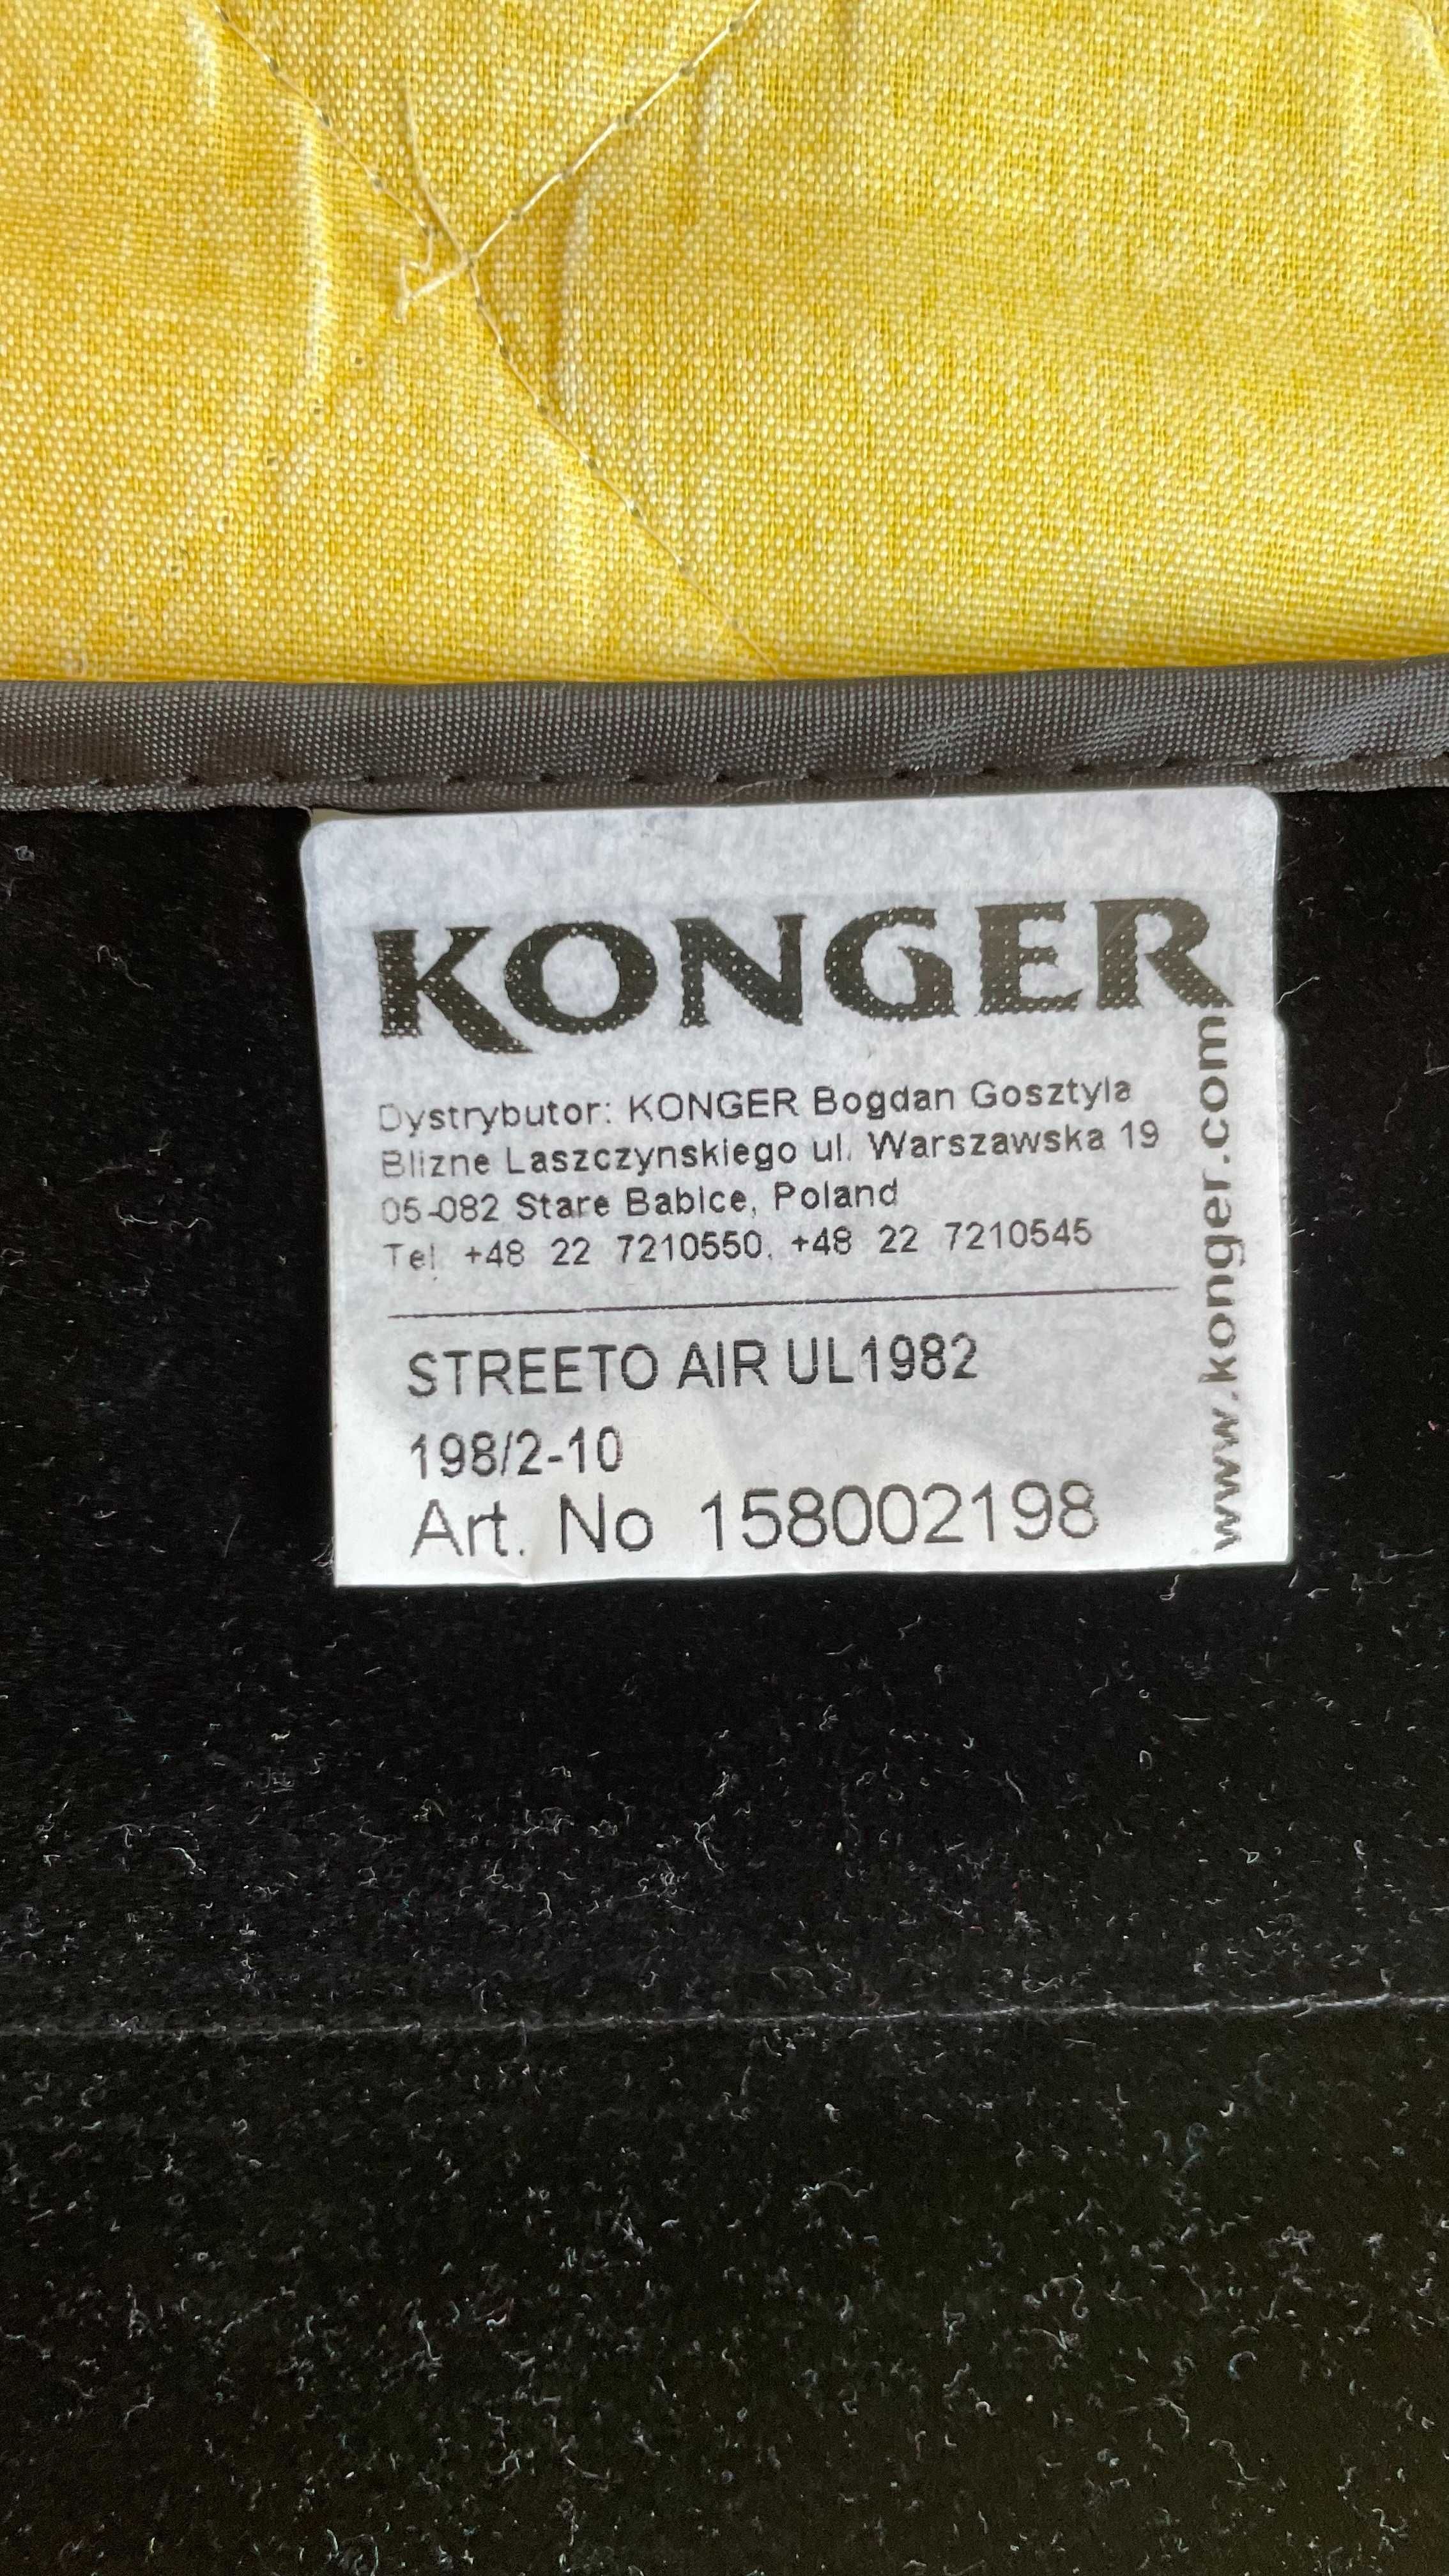 KONGER
Dystrybutor: KONGER Bogdan Gosztyla
Blizne Laszczynskiego ul. Warszawska 19
05-082 Stare Babice, Poland
Tel. +48 22 7210550, +48 22 7210545
STREETO AIR UL1982
198/2-10
Art. No 158002198
www.konger.com